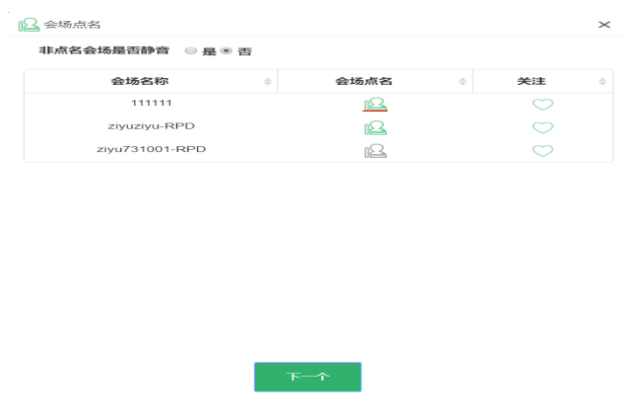 会场点名
非点名会场是否静音 是 否
会场名称 会场点名 关注
111111
ziyuziyu-RPD
ziyu731001-RPD
下一个